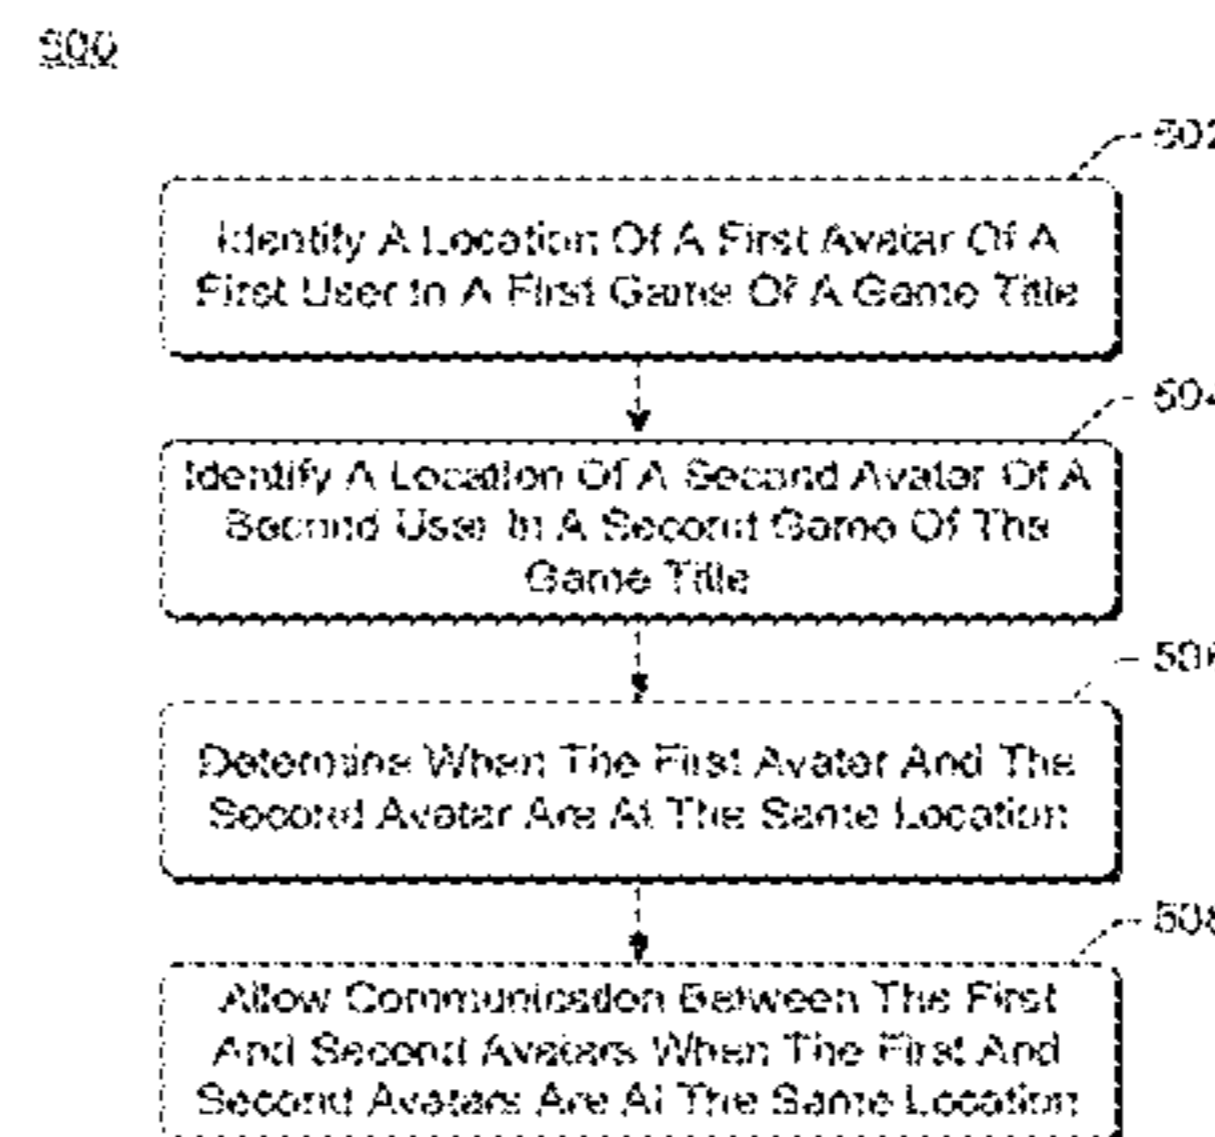 500
502
Identify A Location Of A First Avatar Of A
First User In A First Game Of A Game Title
504
Identify A Location Of A Second Avatar Of A
Second User In A Second Game Of The
Game Title
506
Determine When The First Avatar And The
Second Avatar Are At The Same Location
508
Allow Communication Between The First
And Second Avatars When The First And
Second Avatars Are At The Same Location